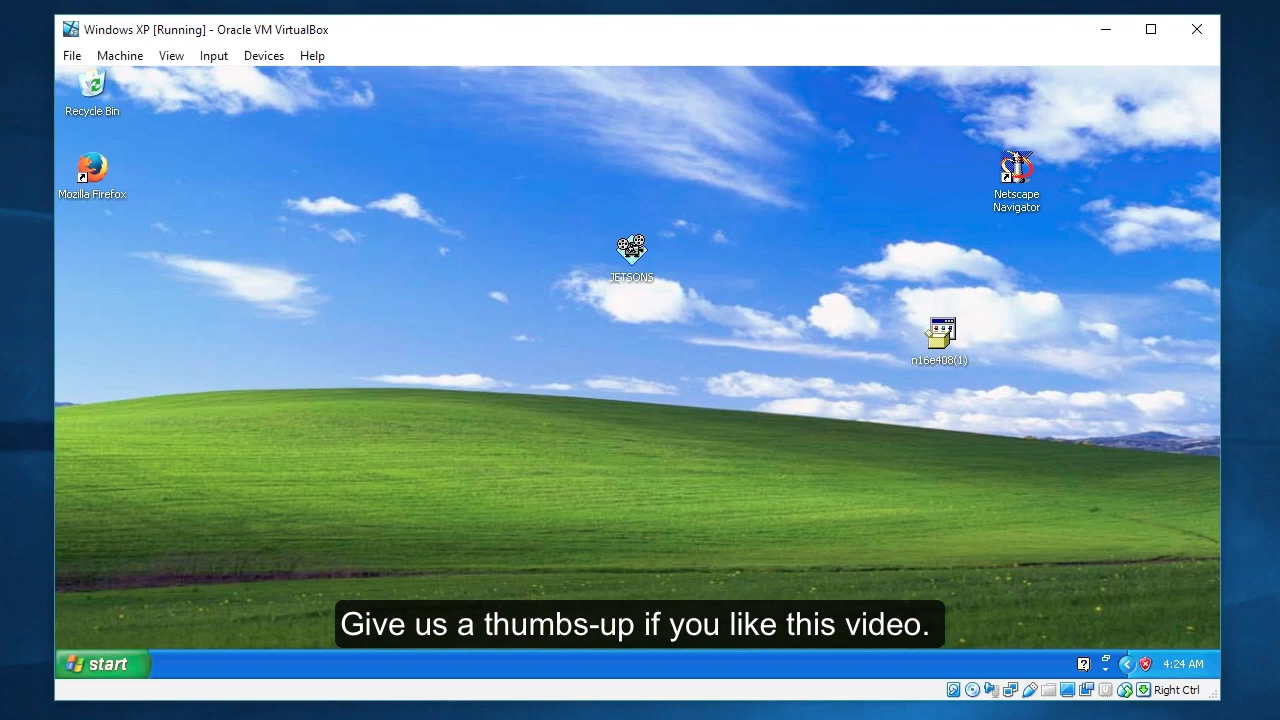 Windows XP [Running] - Oracle VM VirtualBox
File Machine View Input Devices Help
Recycle Bin
Mozilla Firefox
Netscape
Navigator
JETSONS
n16e408(1)
Give us a thumbs-up if you like this video.
start
4:24 AM
Right Ctrl